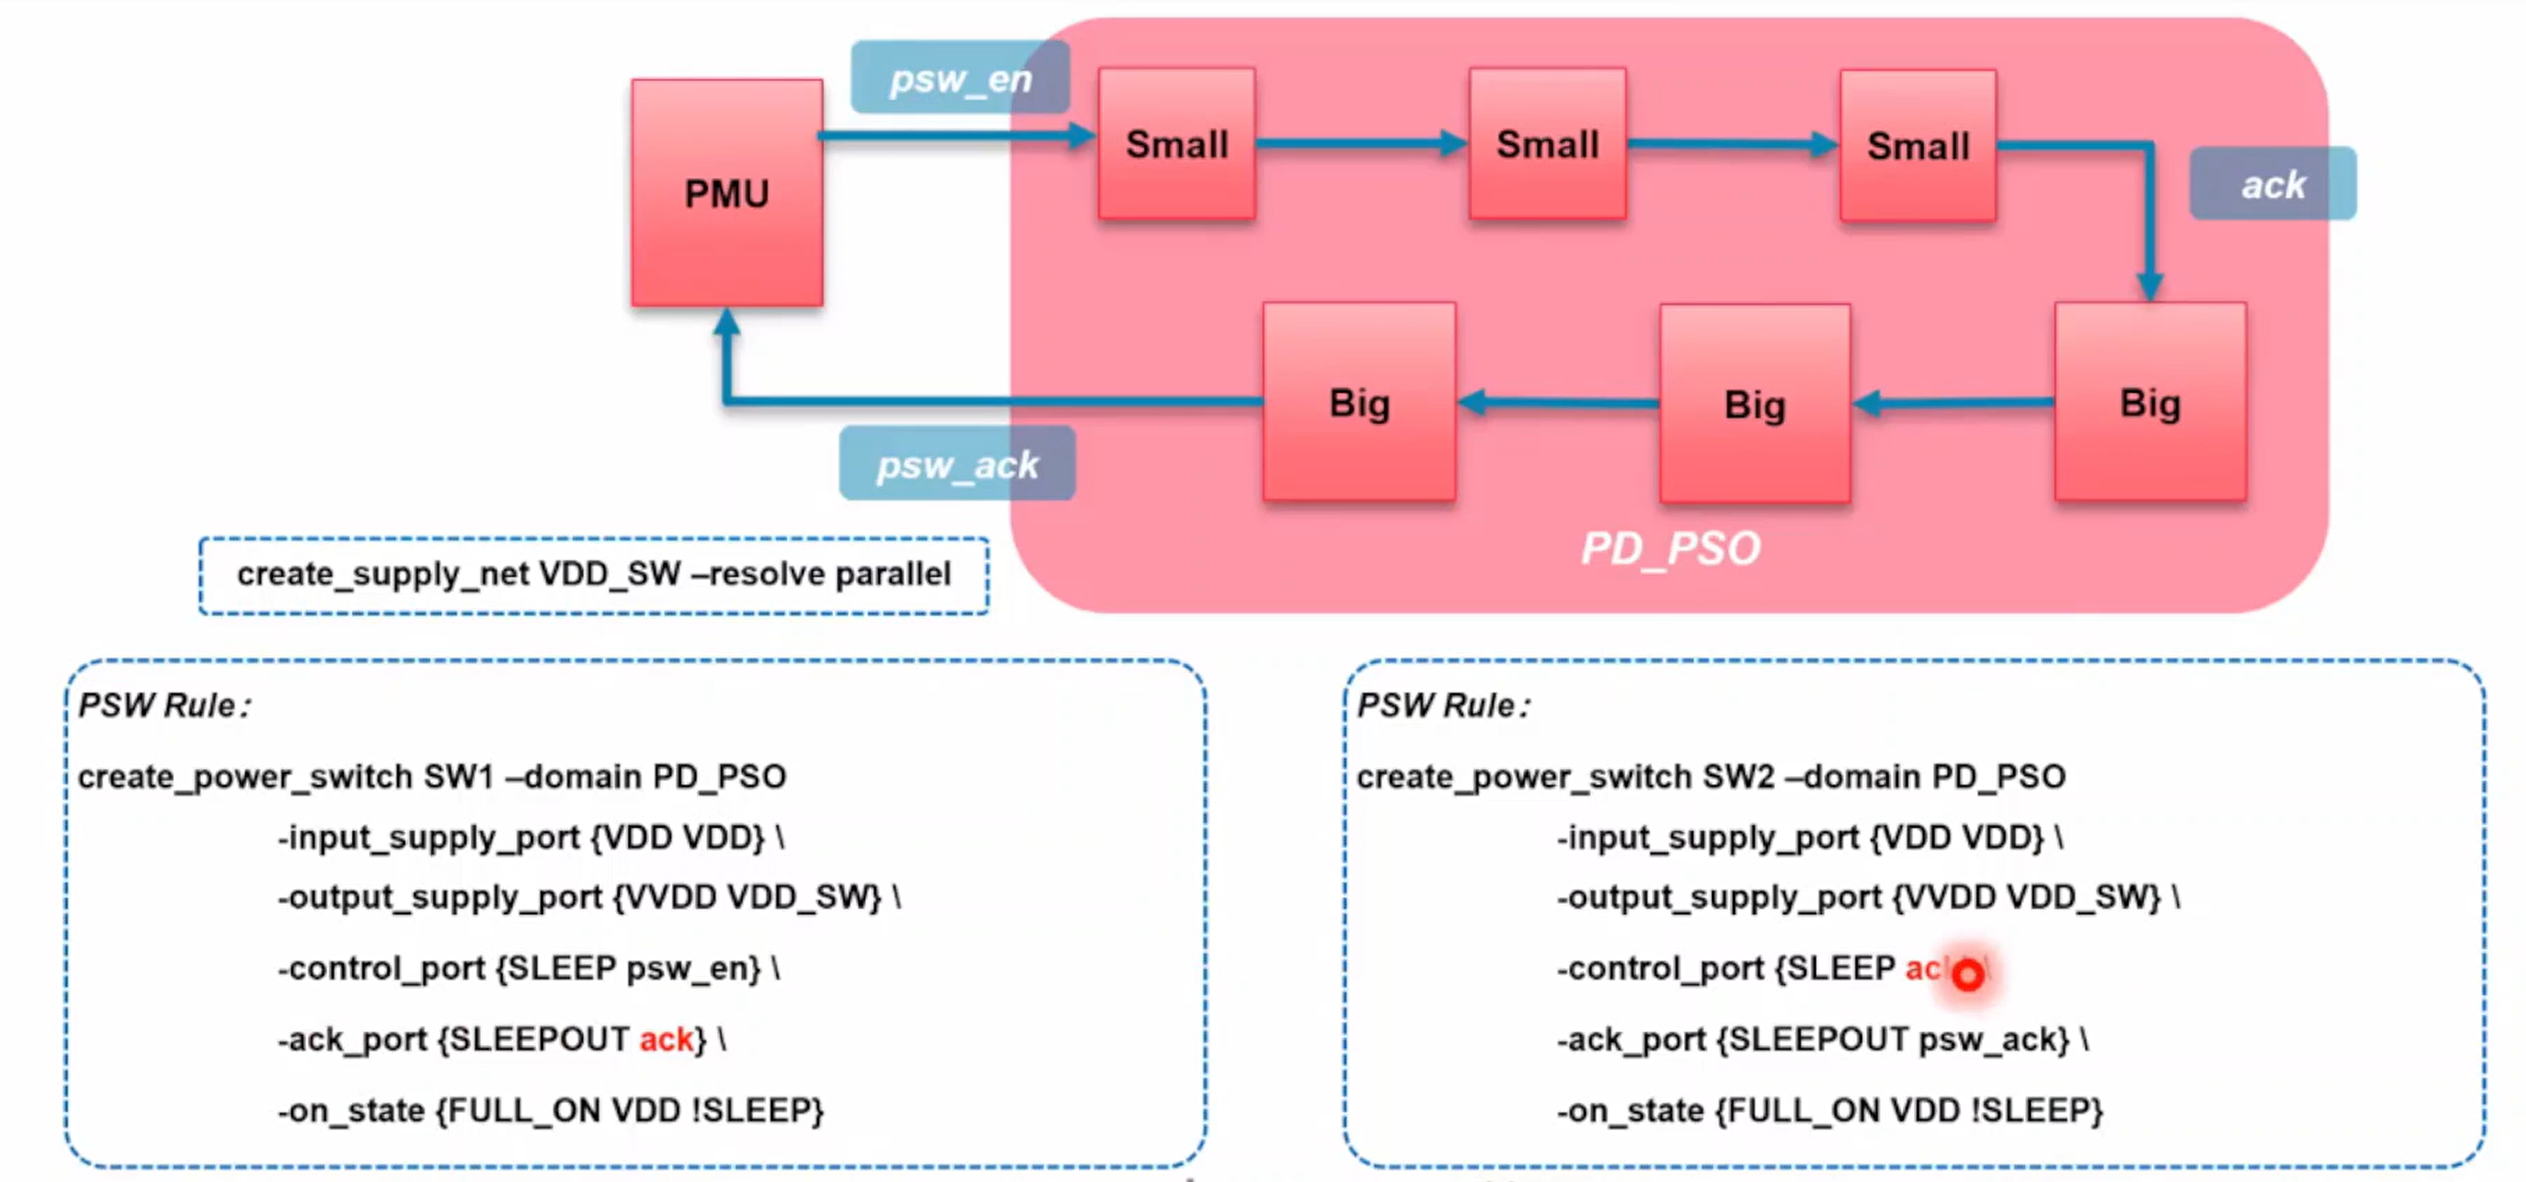 psw_en
PMU
Small
Small
Small
ack
Big
Big
Big
psw_ack
PD_PSO
create_supply_net VDD_SW –resolve parallel
PSW Rule:
create_power_switch SW1 –domain PD_PSO
-input_supply_port {VDD VDD} \
-output_supply_port {VVDD VDD_SW} \
-control_port {SLEEP psw_en} \
-ack_port {SLEEPOUT ack} \
-on_state {FULL_ON VDD !SLEEP}
PSW Rule:
create_power_switch SW2 –domain PD_PSO
-input_supply_port {VDD VDD} \
-output_supply_port {VVDD VDD_SW} \
-control_port {SLEEP
-ack_port {SLEEPOUT psw_ack} \
-on_state {FULL_ON VDD !SLEEP}